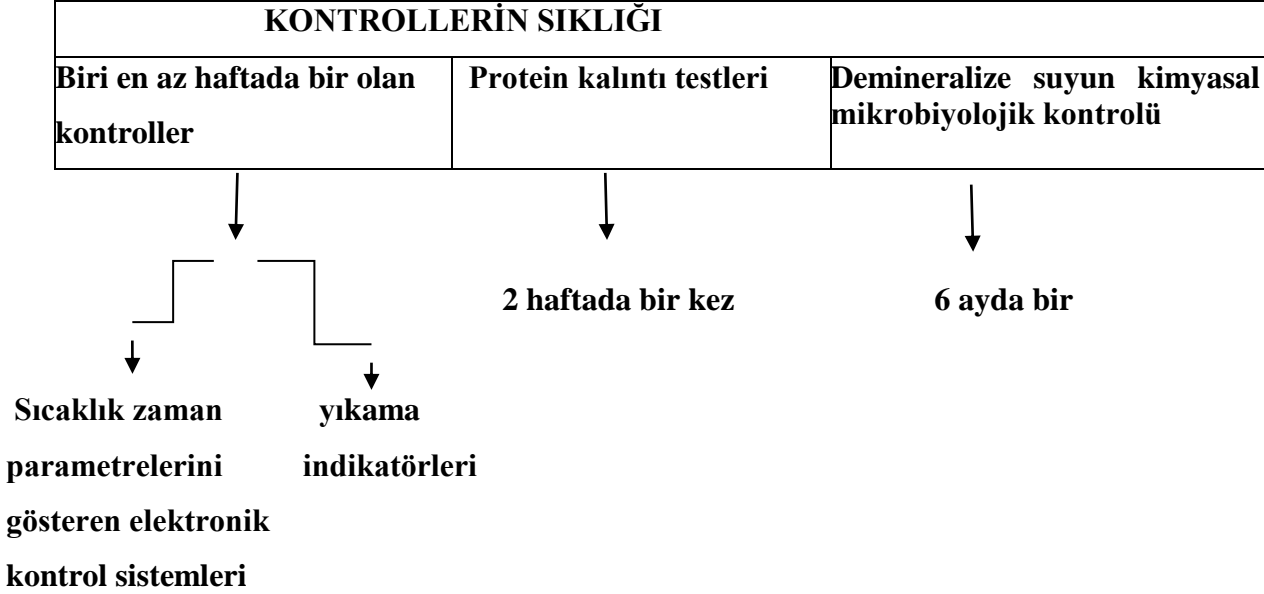 KONTROLLERİN SIKLIĞI
Biri en az haftada bir olan
kontroller
Protein kalıntı testleri
Demineralize suyun kimyasal
mikrobiyolojik kontrolü
2 haftada bir kez
6 ayda bir
Sıcaklık zaman
parametrelerini
gösteren elektronik
kontrol sistemleri
yıkama
indikatörleri